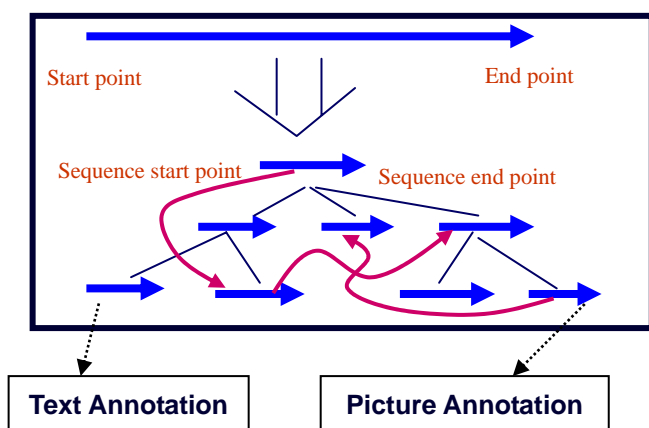 Start point
End point
Sequence start point
Sequence end point
Text Annotation
Picture Annotation